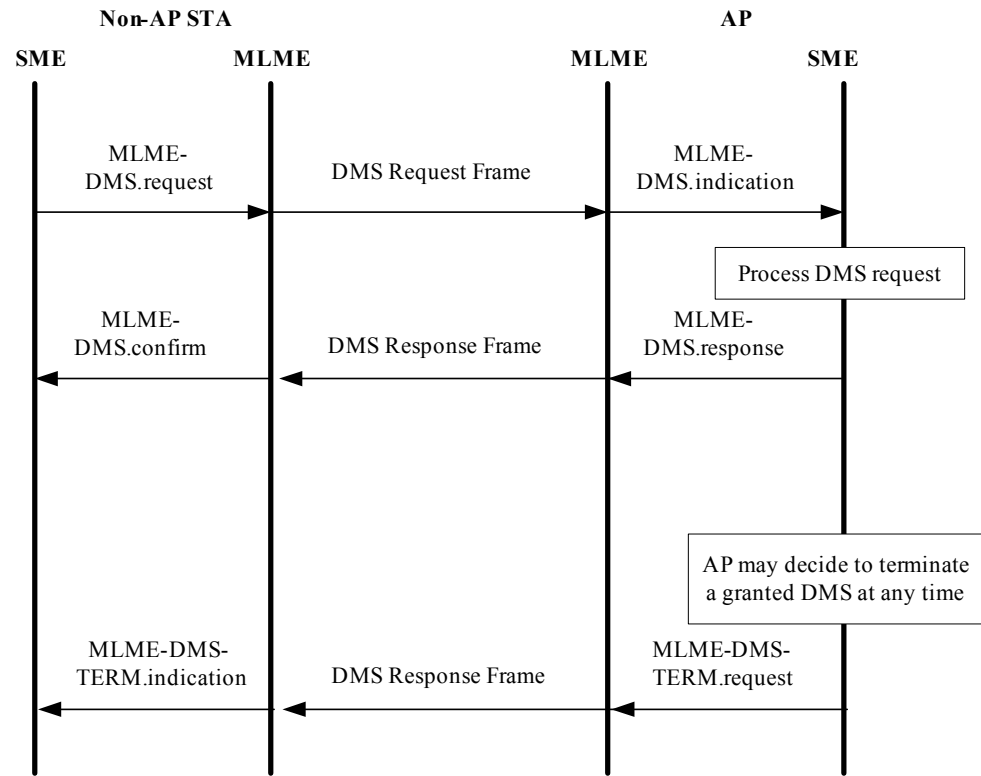 Non-AP STA
AP
SME
MLME
MLME
SME
MLME-
DMS.request
DMS Request Frame
MLME-
DMS.indication
Process DMS request
MLME-
DMS.confirm
DMS Response Frame
MLME-
DMS.response
AP may decide to terminate
a granted DMS at any time
MLME-DMS-
TERM.indication
DMS Response Frame
MLME-DMS-
TERM.request